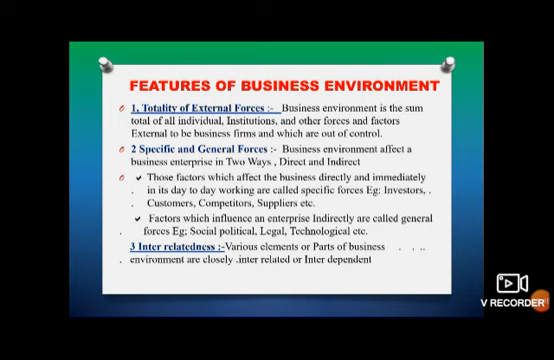 FEATURES OF BUSINESS ENVIRONMENT
1, Totality of External Forces :- Business environment is the sum
total of all individual, Institutions, and other forces and factors
External to be business firms and which are out of control.
2 Specific and General Forces :- Business environment affect a
business enterprise in Two Ways , Direct and Indirect
Those factors which affect the business directly and immediately
. in its day to day working are called specific forces Eg: Investors, .
. Customers, Competitors, Suppliers etc.
Factors which influence an enterprise Indirectly are called general
. forces Eg; Social political, Legal, Technological etc.
3 Inter relatedness :-Various elements or Parts of business . . ..
. environment are closely .inter related or Inter dependent
V RECORDER